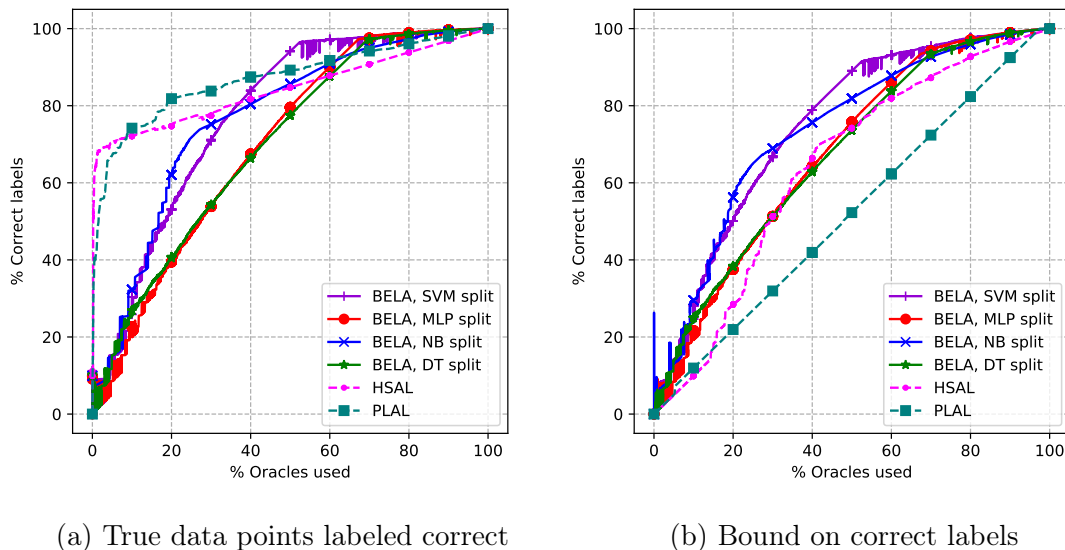 100
80
60
40
20
0
% Correct labels
0 20 40 60 80 100
% Oracles used
BELA, SVM split
BELA, MLP split
BELA, NB split
BELA, DT split
HSAL
PLAL
(a) True data points labeled correct
100
80
60
40
20
0
% Correct labels
0 20 40 60 80 100
% Oracles used
BELA, SVM split
BELA, MLP split
BELA, NB split
BELA, DT split
HSAL
PLAL
(b) Bound on correct labels